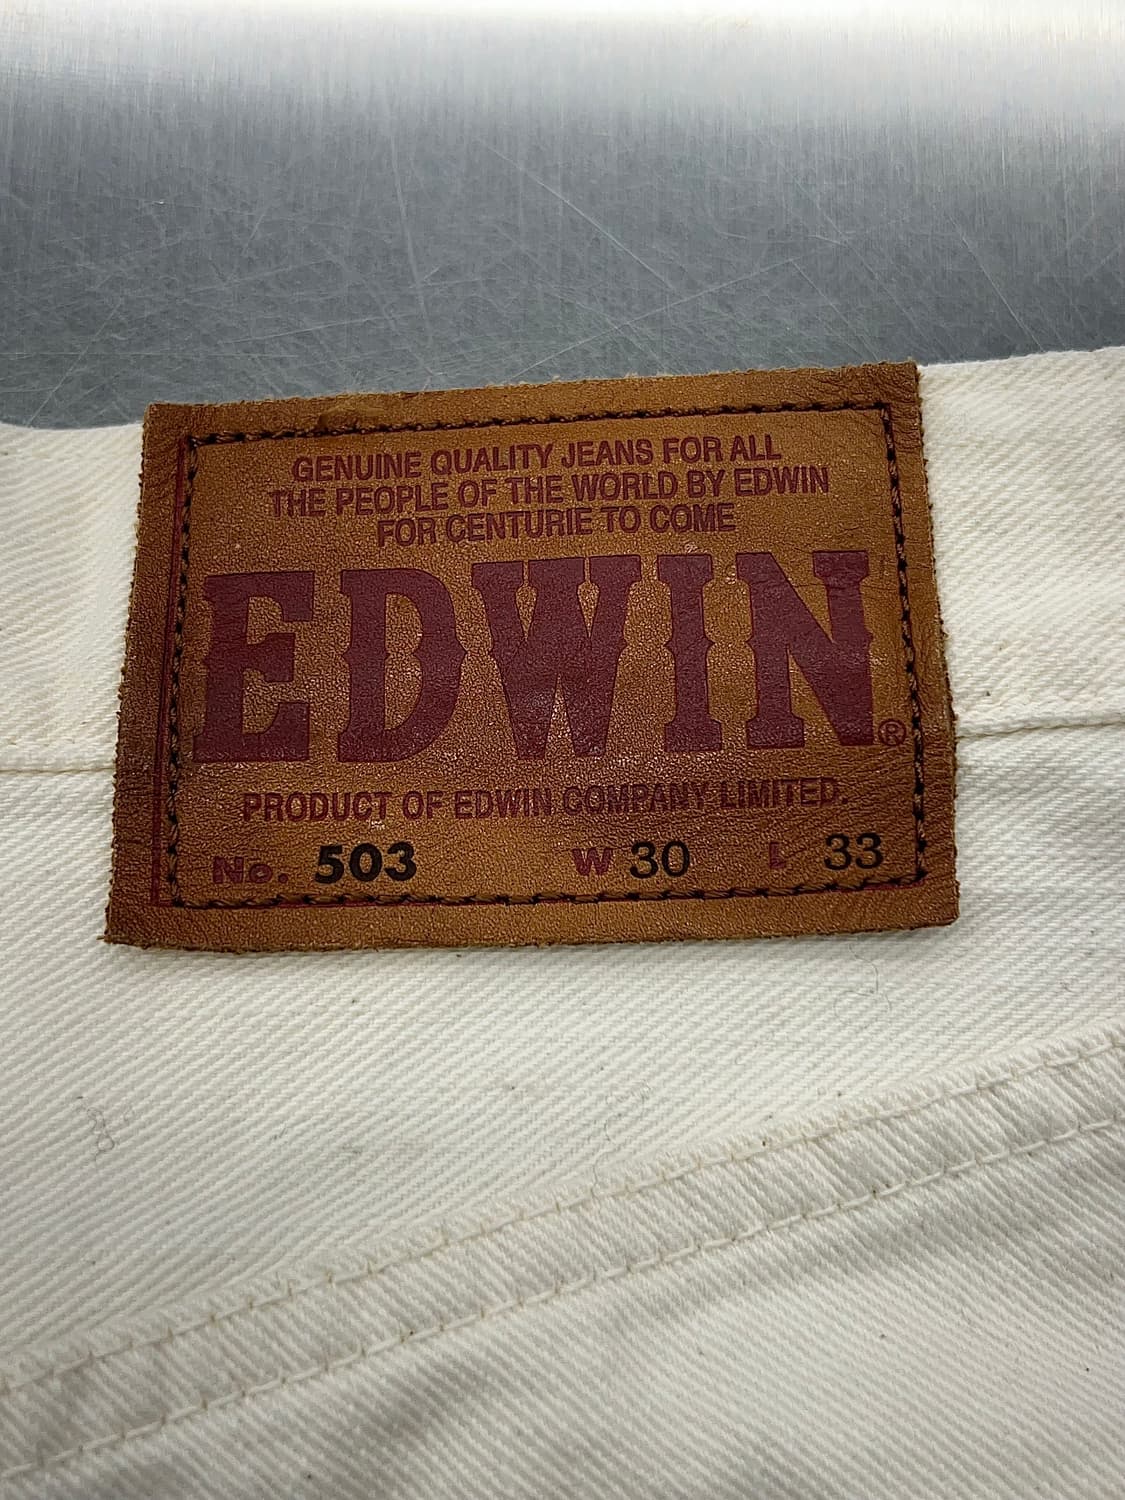 GENUINE QUALITY JEANS FOR ALL
THE PEOPLE OF THE WORLD BY EDWIN
FOR CENTURIE TO COME
EDWIN®
PRODUCT OF EDWIN COMPANY LIMITED.
No. 503 W 30 L 33